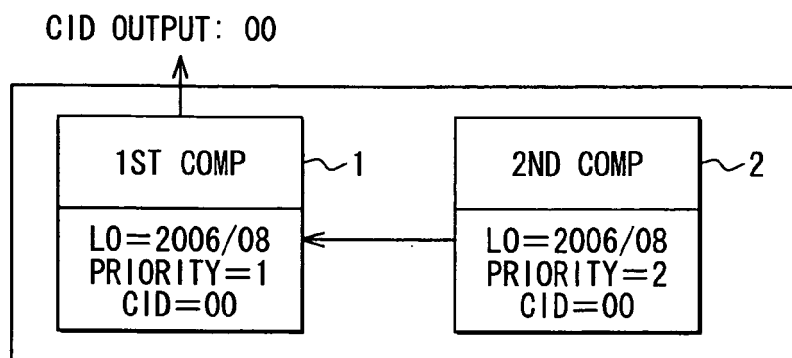 CID OUTPUT: 00
1ST COMP
1
2ND COMP
2
LO=2006/08
PRIORITY=1
CID=00
LO=2006/08
PRIORITY=2
CID=00